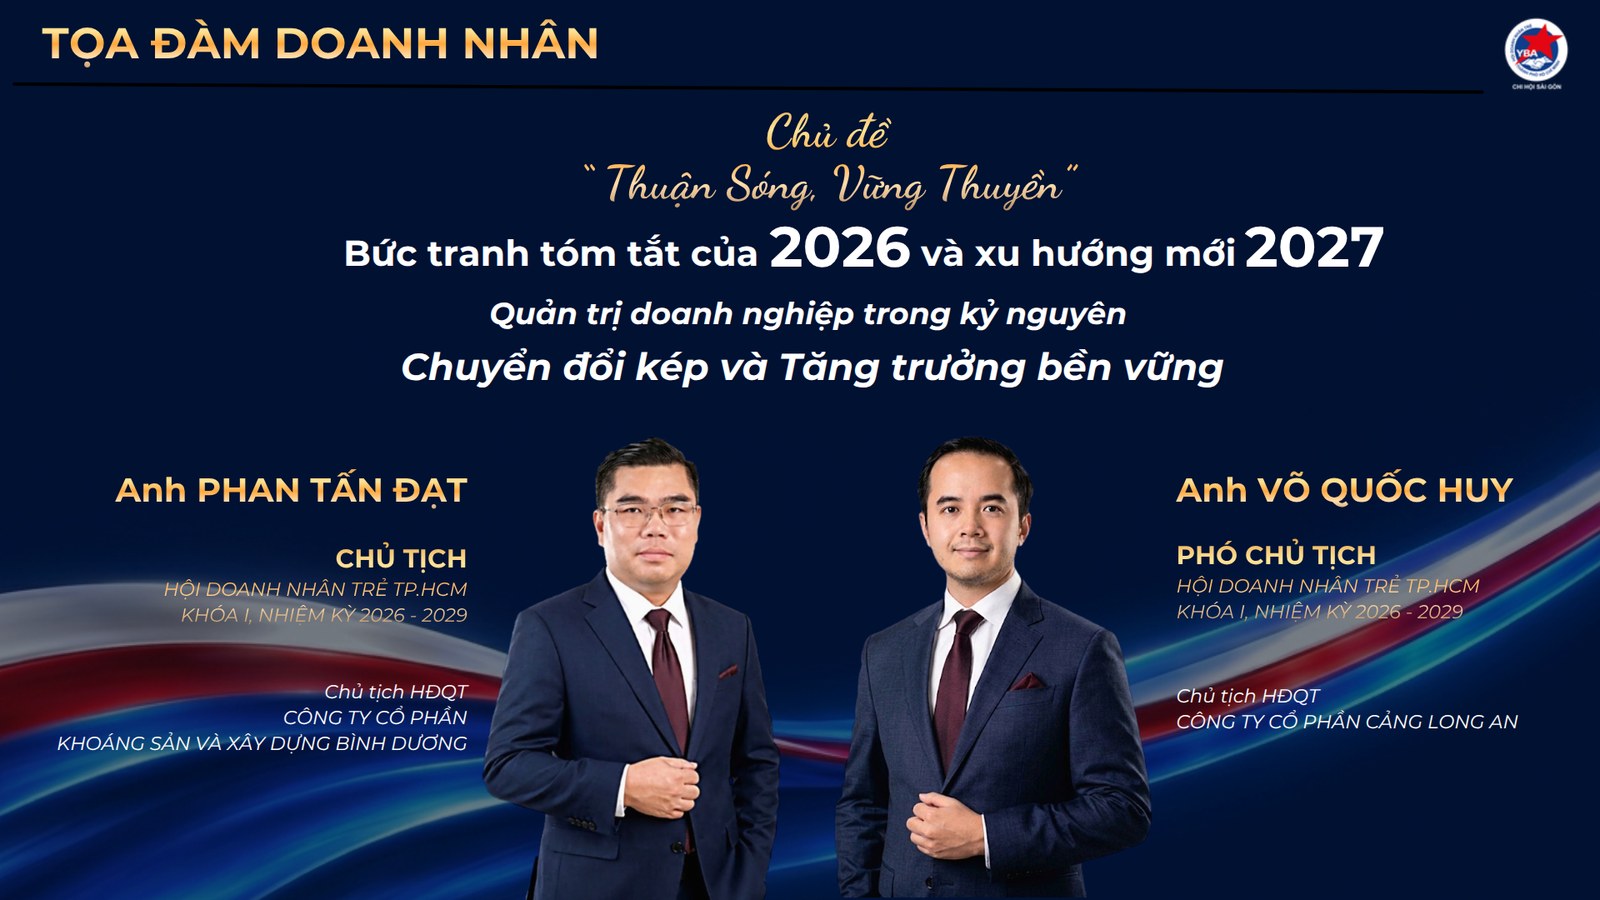 TỌA ĐÀM DOANH NHÂN
YBA
CHI HỘI SÀI GÒN
Chủ đề
“Thuận Sóng, Vững Thuyền”
Bức tranh tóm tắt của 2026 và xu hướng mới 2027
Quản trị doanh nghiệp trong kỷ nguyên
Chuyển đổi kép và Tăng trưởng bền vững
Anh PHAN TẤN ĐẠT
CHỦ TỊCH
HỘI DOANH NHÂN TRẺ TP.HCM
KHÓA I, NHIỆM KỲ 2026 - 2029
Chủ tịch HĐQT
CÔNG TY CỔ PHẦN
KHOÁNG SẢN VÀ XÂY DỰNG BÌNH DƯƠNG
Anh VÕ QUỐC HUY
PHÓ CHỦ TỊCH
HỘI DOANH NHÂN TRẺ TP.HCM
KHÓA I, NHIỆM KỲ 2026 - 2029
Chủ tịch HĐQT
CÔNG TY CỔ PHẦN CẢNG LONG AN